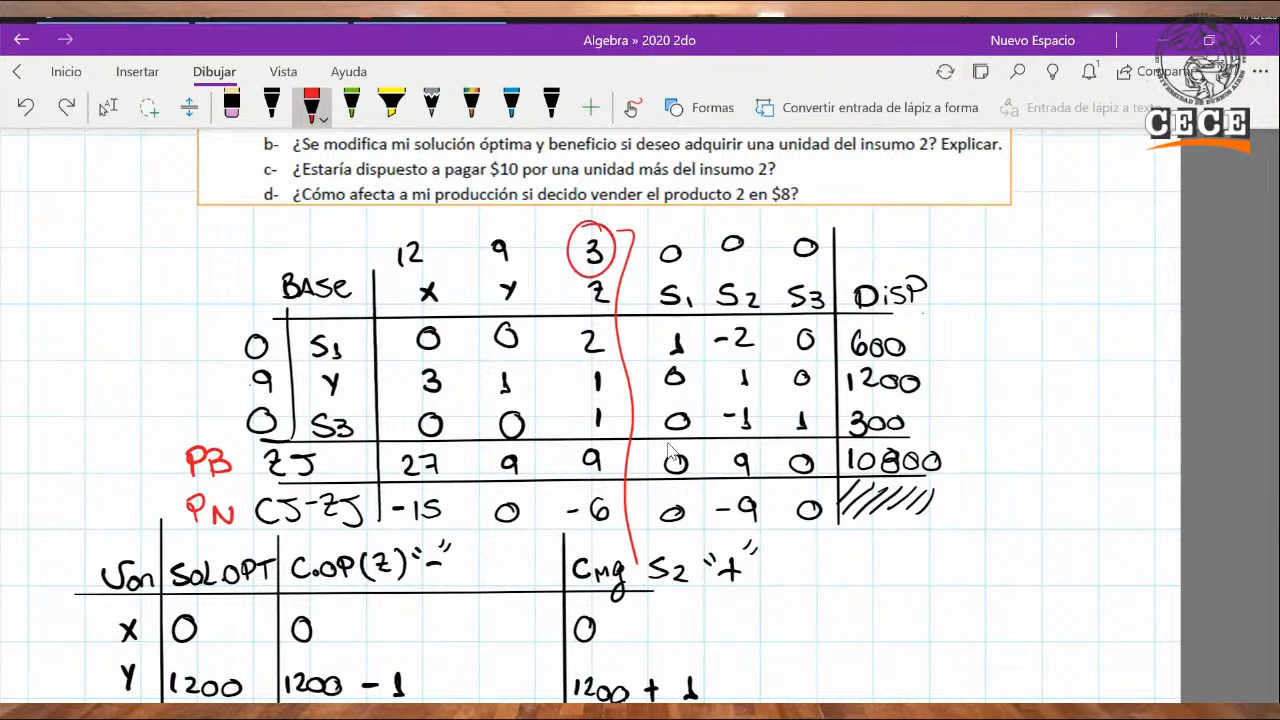 Algebra » 2020 2do
Nuevo Espacio
Inicio Insertar Dibujar Vista Ayuda
Compartir
Formas Convertir entrada de lápiz a forma Entrada de lápiz a
CECE
b- ¿Se modifica mi solución óptima y beneficio si deseo adquirir una unidad del insumo 2? Explicar.
c- ¿Estaría dispuesto a pagar $10 por una unidad más del insumo 2?
d- ¿Cómo afecta a mi producción si decido vender el producto 2 en $8?
12 9 3 0 0 0
BASE X Y Z S1 S2 S3 DISP
0 S1 0 0 2 1 -2 0 600
9 Y 3 1 1 0 1 0 1200
0 S3 0 0 1 0 -1 1 300
PB ZJ 27 9 9 0 9 0 10800
PN CJ-ZJ -15 0 -6 0 -9 0
Von SOL OPT C.OP(Z) "-" CMg S2 "+"
X 0 0 0
Y 1200 1200 - 1 1200 + 1